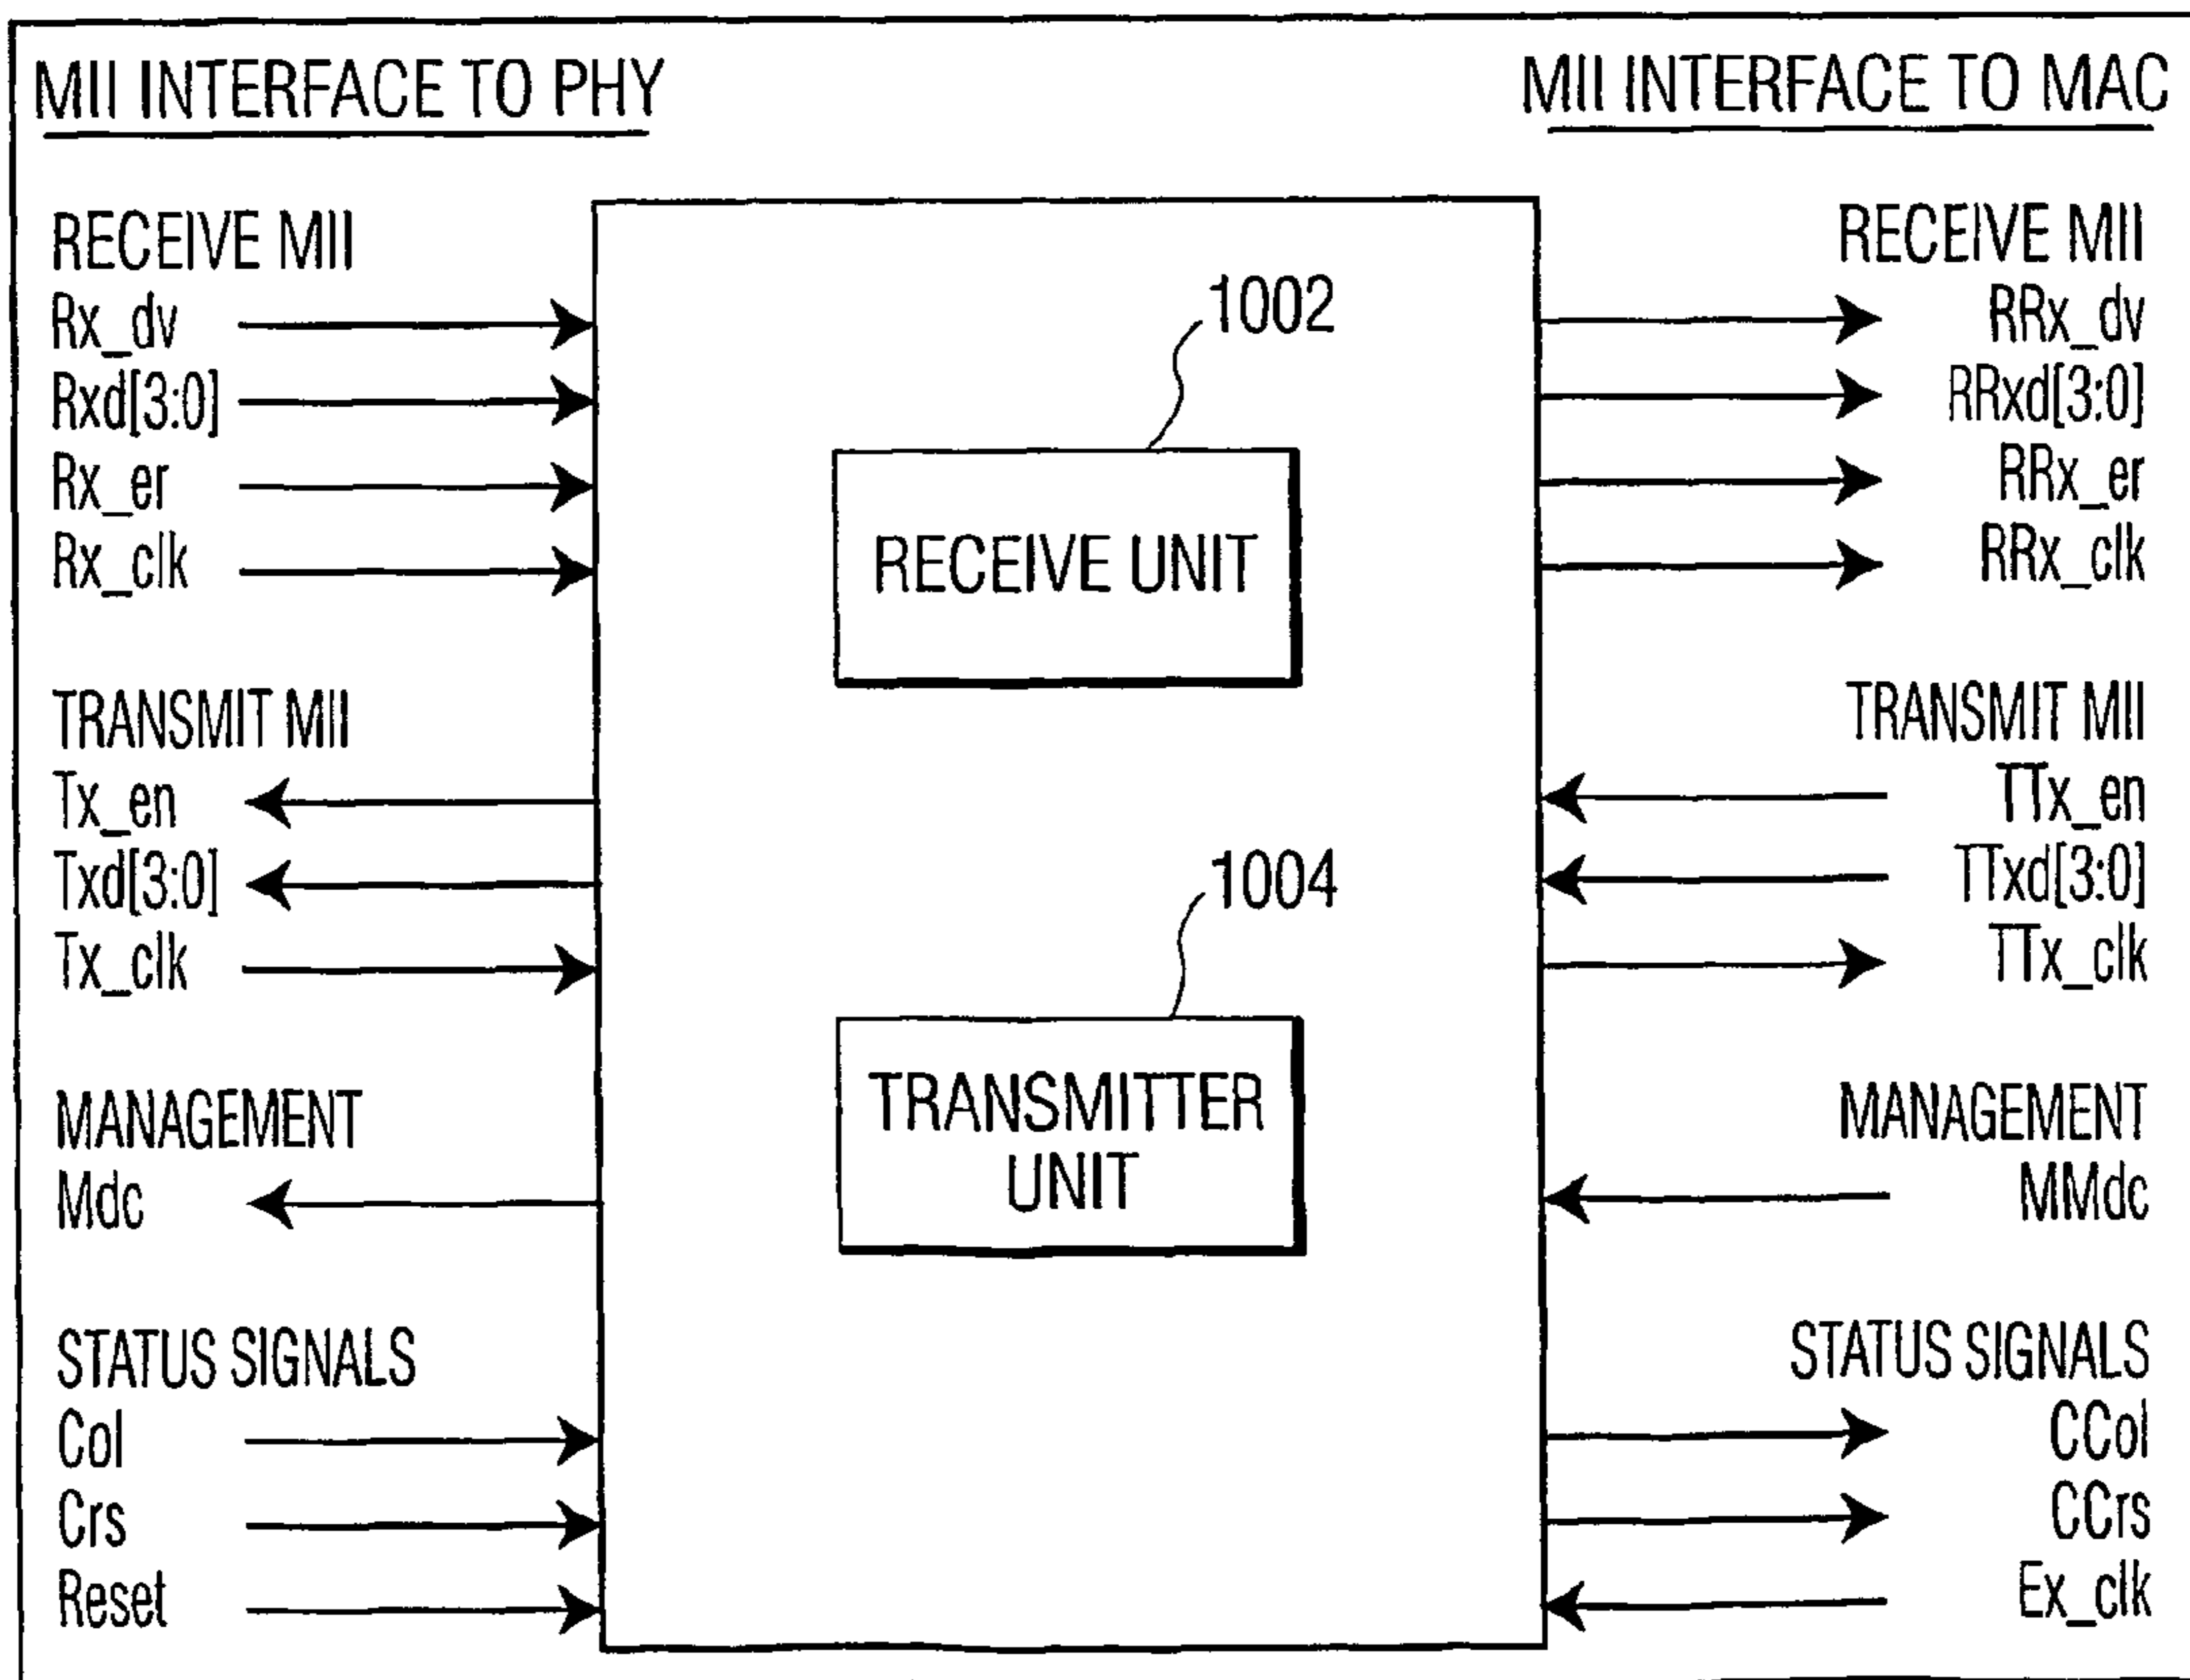 MII INTERFACE TO PHY
RECEIVE MII
Rx_dv
Rxd[3:0]
Rx_er
Rx_clk
TRANSMIT MII
Tx_en
Txd[3:0]
Tx_clk
MANAGEMENT
Mdc
STATUS SIGNALS
Col
Crs
Reset
1002
RECEIVE UNIT
1004
TRANSMITTER
UNIT
MII INTERFACE TO MAC
RECEIVE MII
RRx_dv
RRxd[3:0]
RRx_er
RRx_clk
TRANSMIT MII
TTx_en
TTxd[3:0]
TTx_clk
MANAGEMENT
MMdc
STATUS SIGNALS
CCol
CCrs
Ex_clk